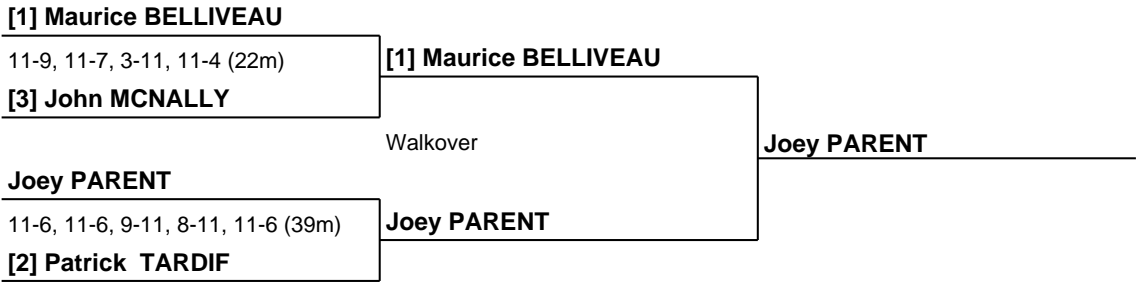 [1] Maurice BELLIVEAU
11-9, 11-7, 3-11, 11-4 (22m)
[1] Maurice BELLIVEAU
[3] John MCNALLY
Walkover
Joey PARENT
Joey PARENT
11-6, 11-6, 9-11, 8-11, 11-6 (39m)
Joey PARENT
[2] Patrick TARDIF